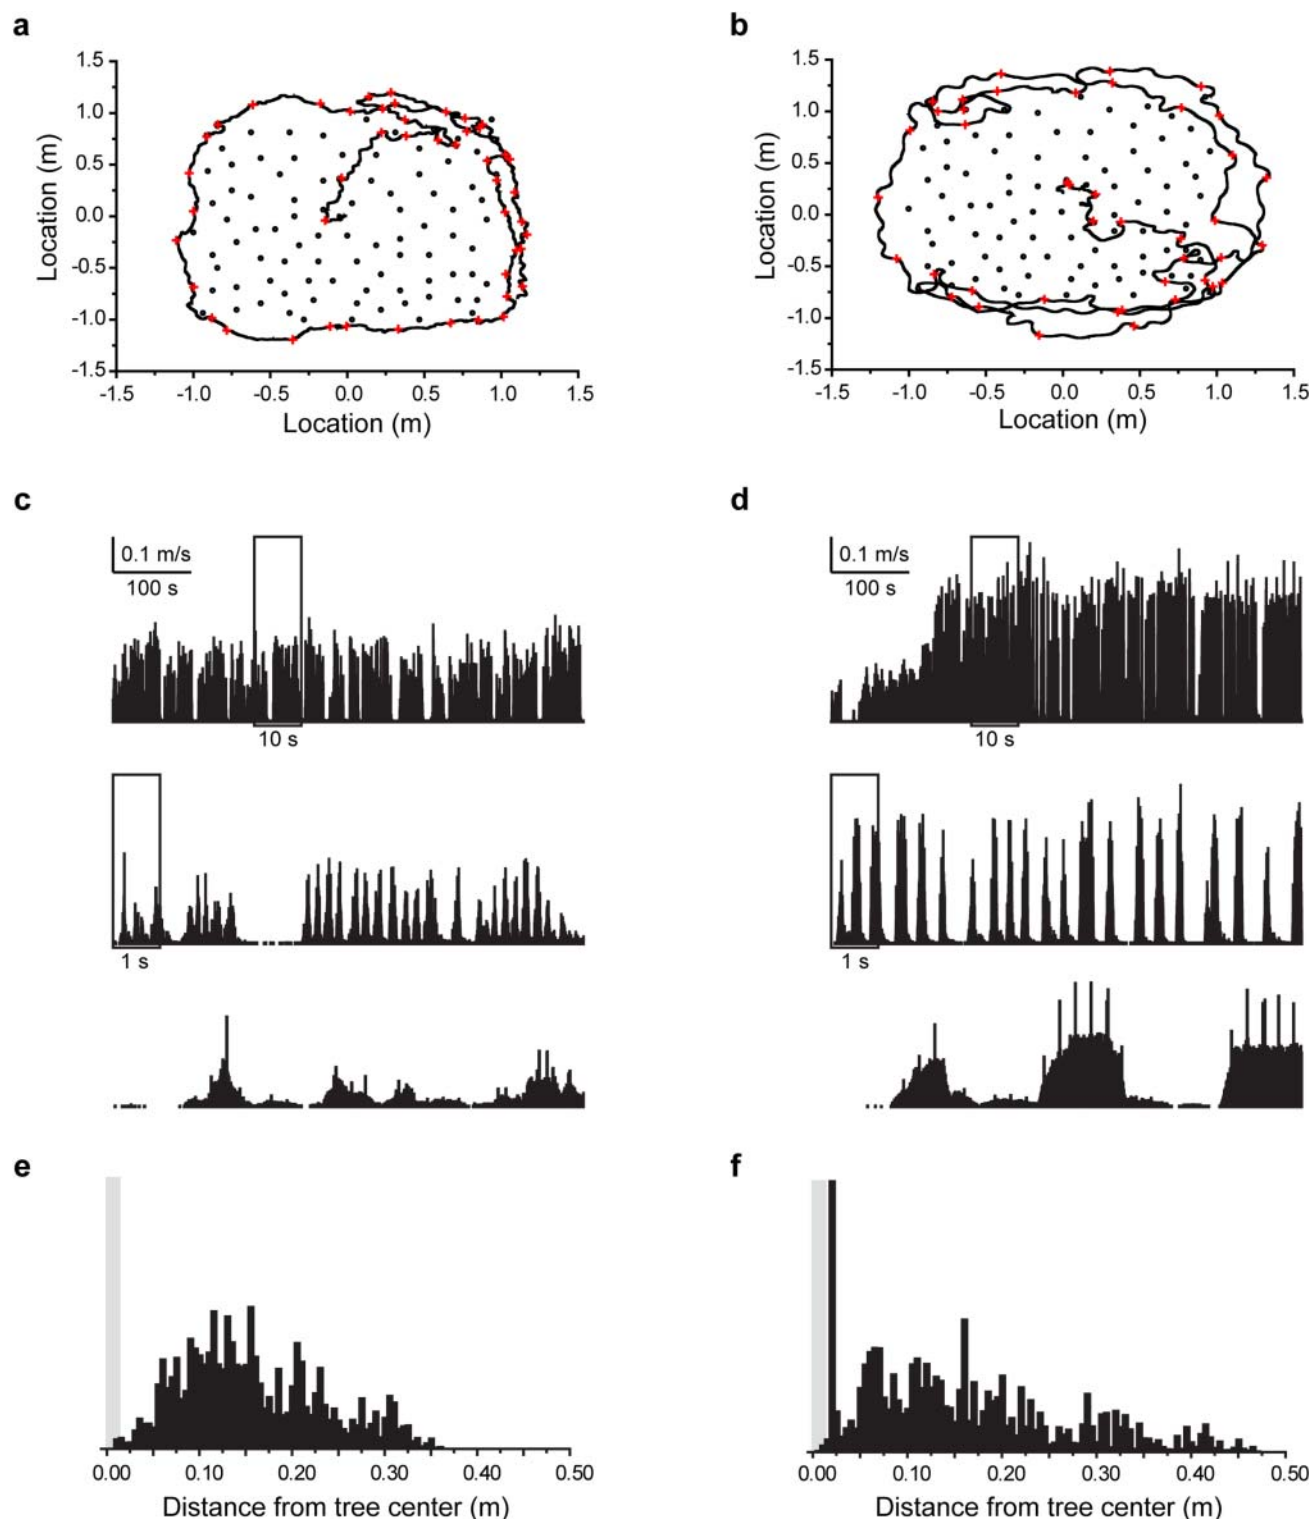 a
b
1.5
1.0
0.5
0.0
-0.5
-1.0
-1.5
Location (m)
-1.5 -1.0 -0.5 0.0 0.5 1.0 1.5
Location (m)
1.5
1.0
0.5
0.0
-0.5
-1.0
-1.5
Location (m)
-1.5 -1.0 -0.5 0.0 0.5 1.0 1.5
Location (m)
c
0.1 m/s
100 s
10 s
1 s
d
0.1 m/s
100 s
10 s
1 s
e
0.00 0.10 0.20 0.30 0.40 0.50
Distance from tree center (m)
f
0.00 0.10 0.20 0.30 0.40 0.50
Distance from tree center (m)